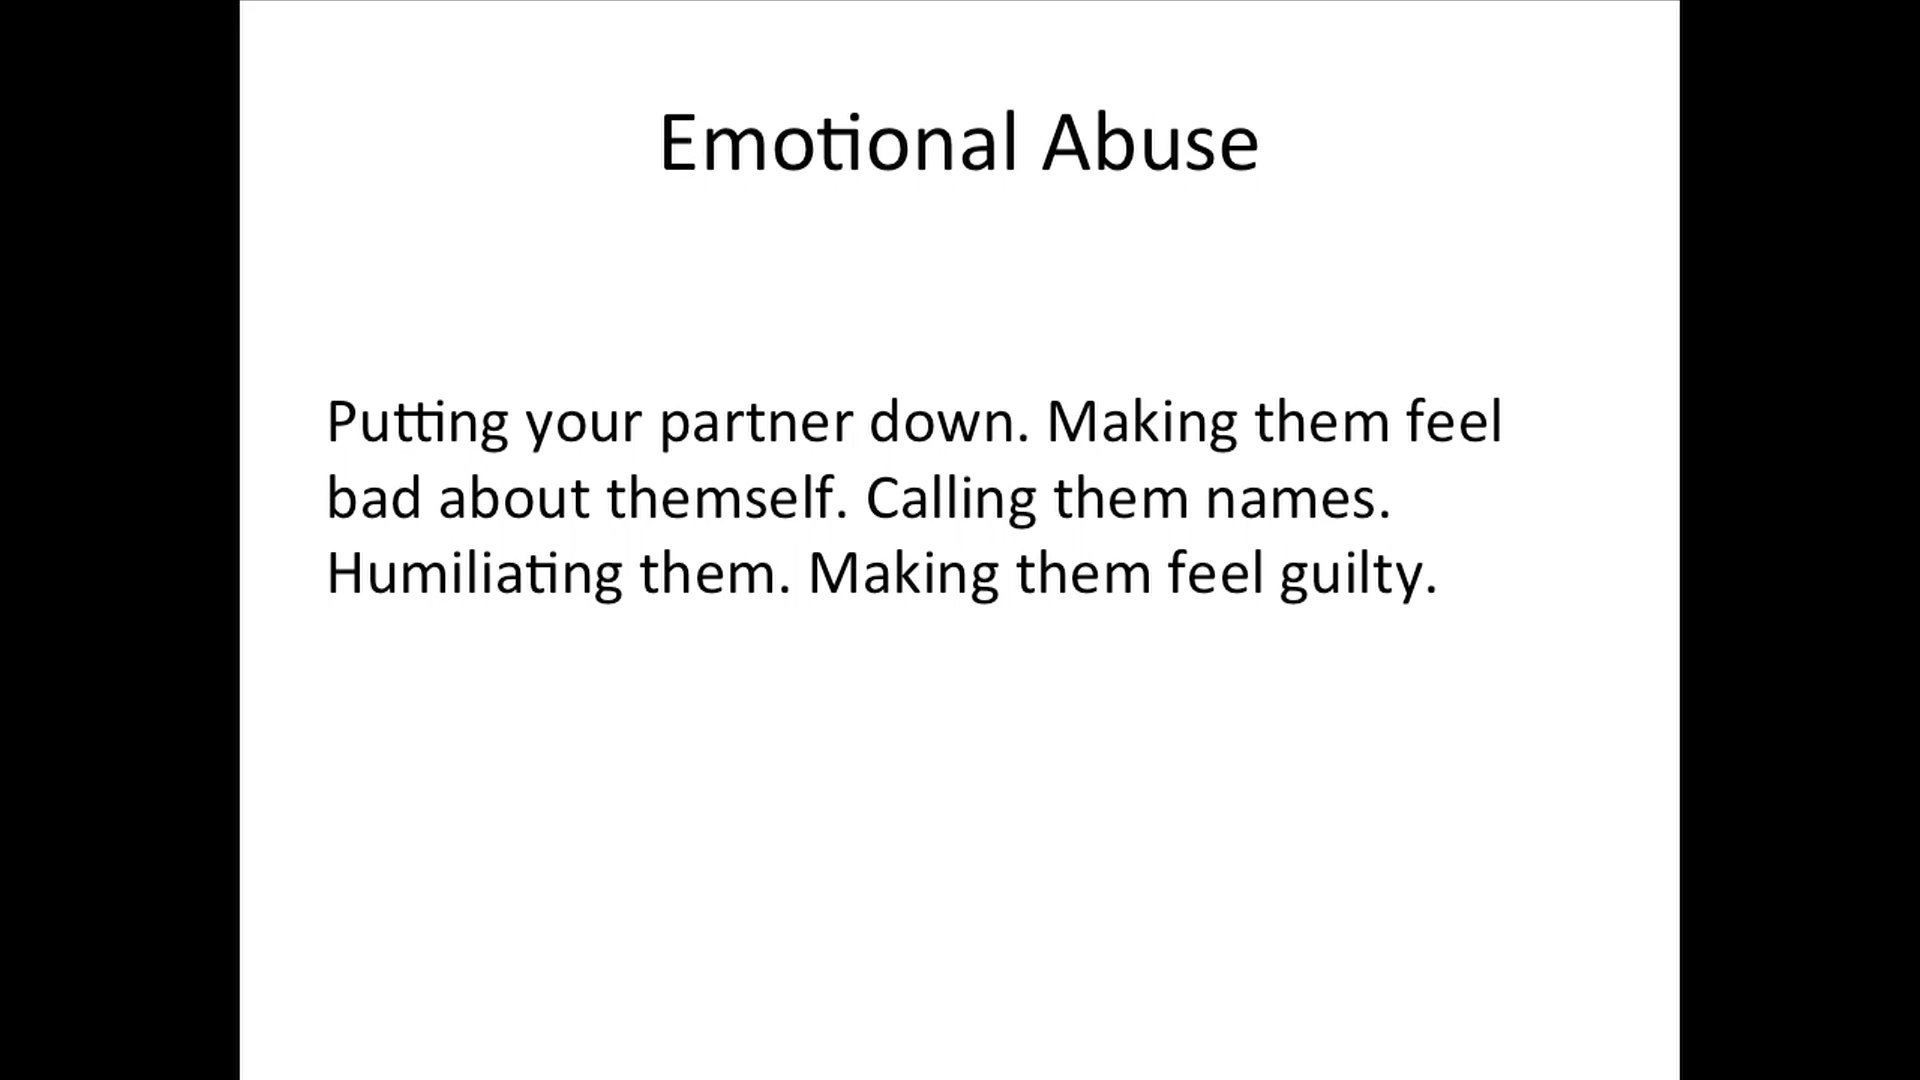 Emotional Abuse
Putting your partner down. Making them feel
bad about themself. Calling them names.
Humiliating them. Making them feel guilty.